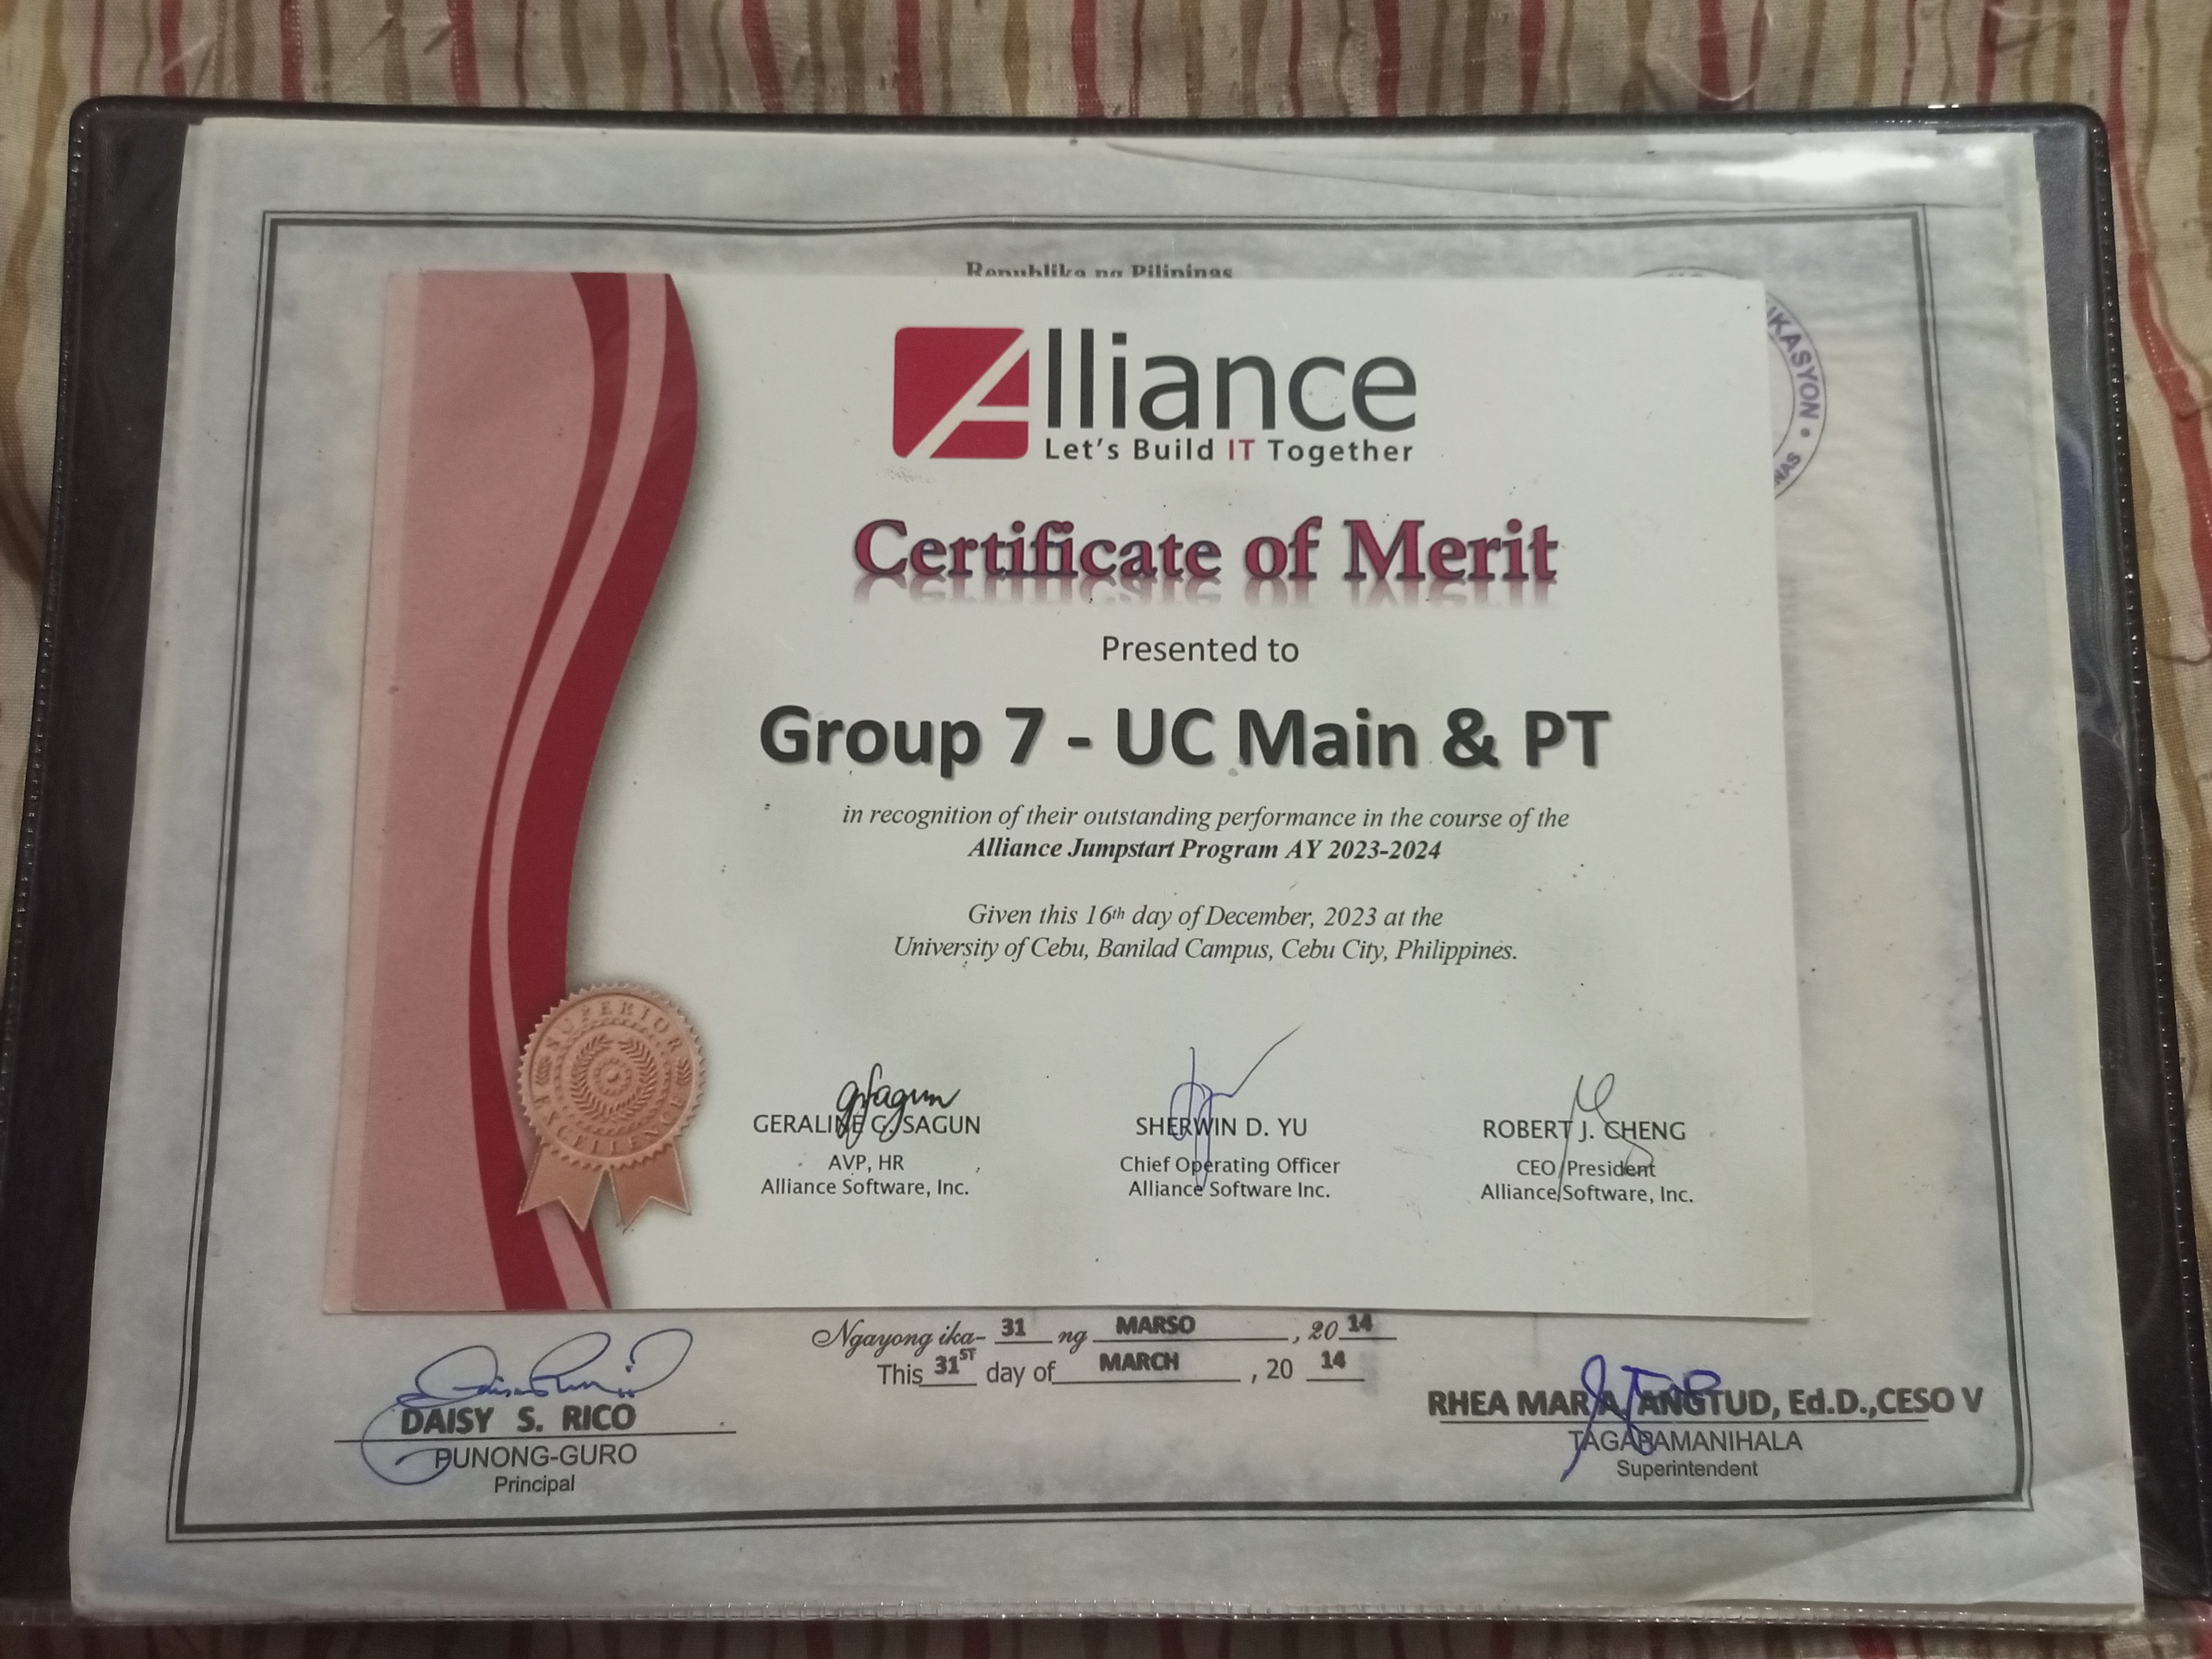 Republika ng Pilipinas
KASYON • 
NAS
Alliance
Let's Build IT Together
Certificate of Merit
Presented to
Group 7 - UC Main & PT
in recognition of their outstanding performance in the course of the
Alliance Jumpstart Program AY 2023-2024
Given this 16th day of December, 2023 at the
University of Cebu, Banilad Campus, Cebu City, Philippines.
SUPERIOR
EXCELLENCE
GERALINE G. SAGUN
AVP, HR
Alliance Software, Inc.
SHERWIN D. YU
Chief Operating Officer
Alliance Software Inc.
ROBERT J. CHENG
CEO/President
Alliance Software, Inc.
Ngayong ika- 31 ng MARSO, 20 14
This 31ST day of MARCH, 20 14
DAISY S. RICO
PUNONG-GURO
Principal
RHEA MAR A. ANGTUD, Ed.D.,CESO V
TAGAPAMANIHALA
Superintendent